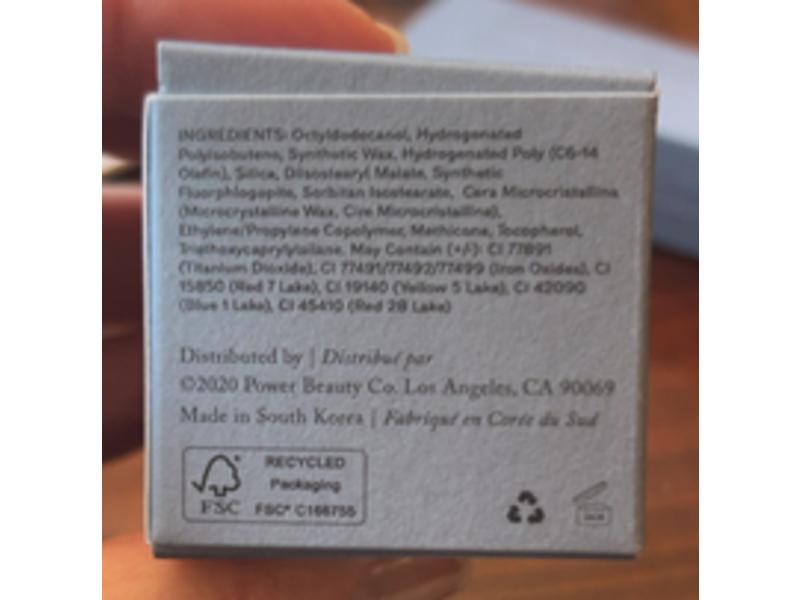 INGREDIENTS: Octyldodecanol, Hydrogenated
Polyisobutene, Synthetic Wax, Hydrogenated Poly (C6-14
Olefin), Silica, Diisostearyl Malate, Synthetic
Fluorphlogopite, Sorbitan Isostearate, Cera Microcristallina
(Microcrystalline Wax, Cire Microcristalline),
Ethylene/Propylene Copolymer, Methicone, Tocopherol,
Triethoxycaprylylsilane. May Contain (+/-): CI 77891
(Titanium Dioxide), CI 77491/77492/77499 (Iron Oxides), CI
15850 (Red 7 Lake), CI 19140 (Yellow 5 Lake), CI 42090
(Blue 1 Lake), CI 45410 (Red 28 Lake)
Distributed by | Distribué par
©2020 Power Beauty Co. Los Angeles, CA 90069
Made in South Korea | Fabriqué en Corée du Sud
RECYCLED
Packaging
FSC FSC® C166755